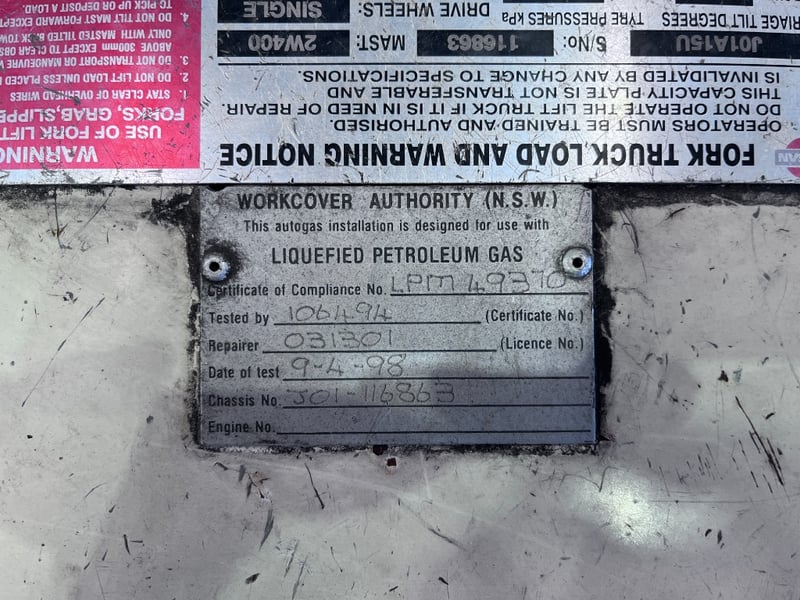 WORKCOVER AUTHORITY (N.S.W.)
This autogas installation is designed for use with
LIQUEFIED PETROLEUM GAS
Certificate of Compliance No. LPM 49370
Tested by 106494 (Certificate No.)
Repairer 031301 (Licence No.)
Date of test 9-4-98
Chassis No. J01-116863
Engine No.
FORK TRUCK, LOAD AND WARNING NOTICE
OPERATORS MUST BE TRAINED AND AUTHORISED.
DO NOT OPERATE THE LIFT TRUCK IF IT IS IN NEED OF REPAIR.
THIS CAPACITY PLATE IS NOT TRANSFERABLE AND
IS INVALIDATED BY ANY CHANGE TO SPECIFICATIONS.
J01A15U S/No: 116863 MAST: 2W400
TILT DEGREES TYRE PRESSURES kPa DRIVE WHEELS: SINGLE
WARNING
USE OF FORK LIFT
FORKS, GRAB, SLIPPE
1. STAY CLEAR OF OVERHEAD WIRES
2. DO NOT LIFT LOAD UNLESS PLACED
3. DO NOT TRANSPORT OR MANOEUVRE
ABOVE 300mm EXCEPT TO CLEAR OBS
ONLY WITH MASTED TILTED BACK TOW
4. DO NOT TILT MAST FORWARD EXCEPT
TO PICK UP OR DEPOSIT A LOAD.